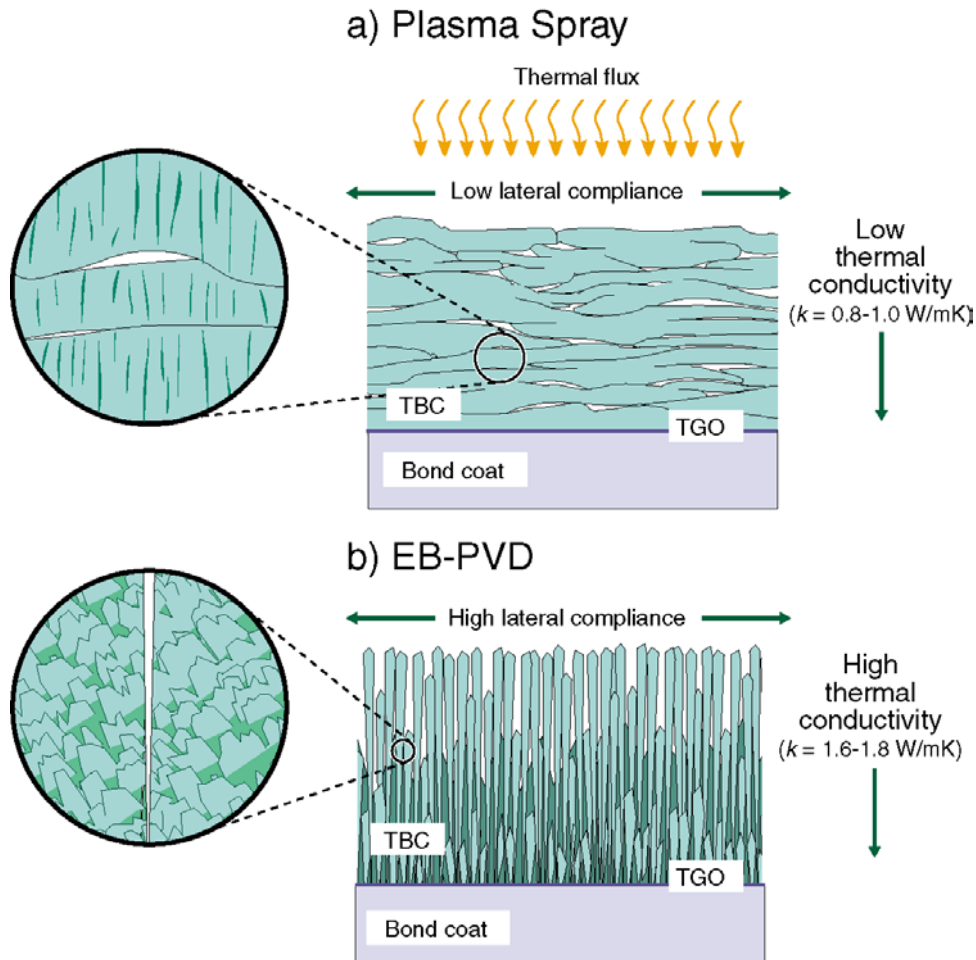 a) Plasma Spray
Thermal flux
Low lateral compliance
Low
thermal
conductivity
(k = 0.8-1.0 W/mK)
TBC
TGO
Bond coat
b) EB-PVD
High lateral compliance
High
thermal
conductivity
(k = 1.6-1.8 W/mK)
TBC
TGO
Bond coat